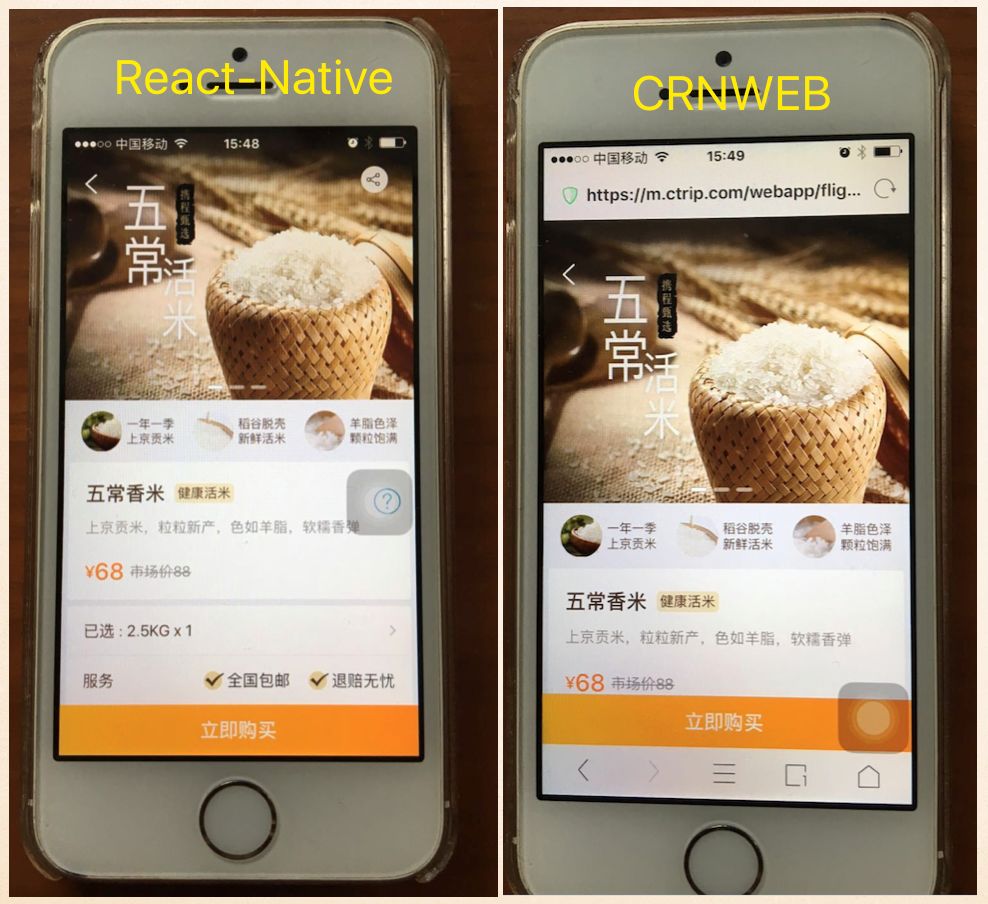 React-Native
中国移动
15:48
五常
活米
携程甄选
一年一季
上京贡米
稻谷脱壳
新鲜活米
羊脂色泽
颗粒饱满
五常香米
健康活米
上京贡米，粒粒新产，色如羊脂，软糯香弹
?
¥68 市场价88
已选 : 2.5KG x 1
服务
全国包邮
退赔无忧
立即购买
CRNWEB
中国移动
15:49
https://m.ctrip.com/webapp/flig...
五常
活米
携程甄选
一年一季
上京贡米
稻谷脱壳
新鲜活米
羊脂色泽
颗粒饱满
五常香米
健康活米
上京贡米，粒粒新产，色如羊脂，软糯香弹
¥68 市场价88
立即购买
1